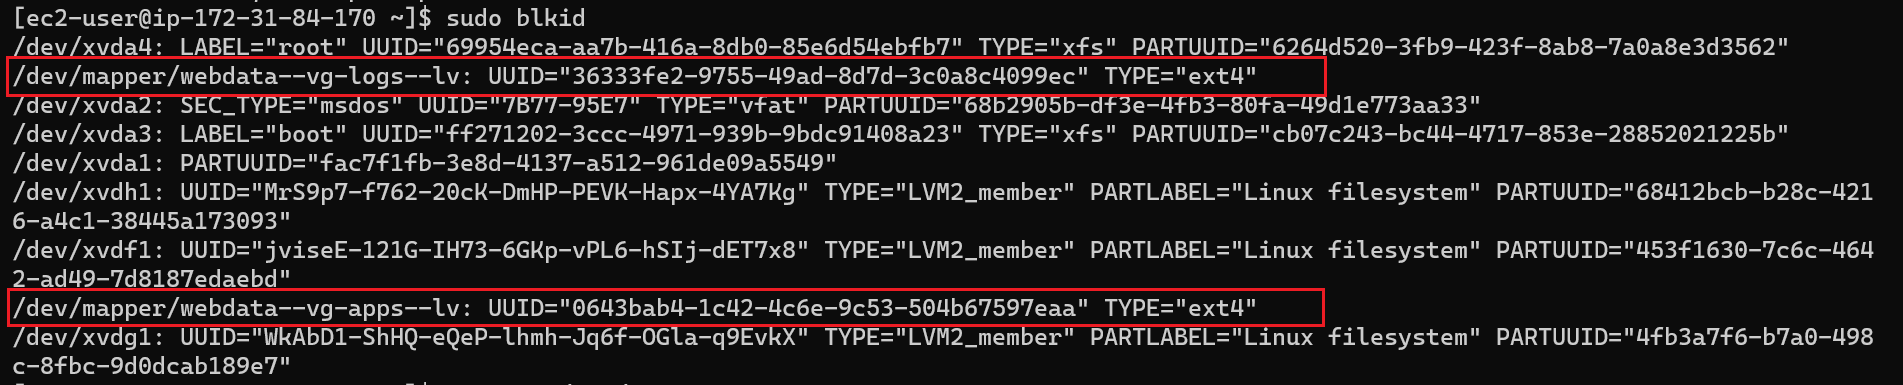 [ec2-user@ip-172-31-84-170 ~]$ sudo blkid
/dev/xvda4: LABEL="root" UUID="69954eca-aa7b-416a-8db0-85e6d54ebfb7" TYPE="xfs" PARTUUID="6264d520-3fb9-423f-8ab8-7a0a8e3d3562"
/dev/mapper/webdata--vg-logs--lv: UUID="36333fe2-9755-49ad-8d7d-3c0a8c4099ec" TYPE="ext4"
/dev/xvda2: SEC_TYPE="msdos" UUID="7B77-95E7" TYPE="vfat" PARTUUID="68b2905b-df3e-4fb3-80fa-49d1e773aa33"
/dev/xvda3: LABEL="boot" UUID="ff271202-3ccc-4971-939b-9bdc91408a23" TYPE="xfs" PARTUUID="cb07c243-bc44-4717-853e-28852021225b"
/dev/xvda1: PARTUUID="fac7f1fb-3e8d-4137-a512-961de09a5549"
/dev/xvdh1: UUID="MrS9p7-f762-20cK-DmHP-PEVK-Hapx-4YA7Kg" TYPE="LVM2_member" PARTLABEL="Linux filesystem" PARTUUID="68412bcb-b28c-421
6-a4c1-38445a173093"
/dev/xvdf1: UUID="jviseE-121G-IH73-6GKp-vPL6-hSIj-dET7x8" TYPE="LVM2_member" PARTLABEL="Linux filesystem" PARTUUID="453f1630-7c6c-464
2-ad49-7d8187edaebd"
/dev/mapper/webdata--vg-apps--lv: UUID="0643bab4-1c42-4c6e-9c53-504b67597eaa" TYPE="ext4"
/dev/xvdg1: UUID="WkAbD1-ShHQ-eQeP-lhmh-Jq6f-OGla-q9EvkX" TYPE="LVM2_member" PARTLABEL="Linux filesystem" PARTUUID="4fb3a7f6-b7a0-498
c-8fbc-9d0dcab189e7"